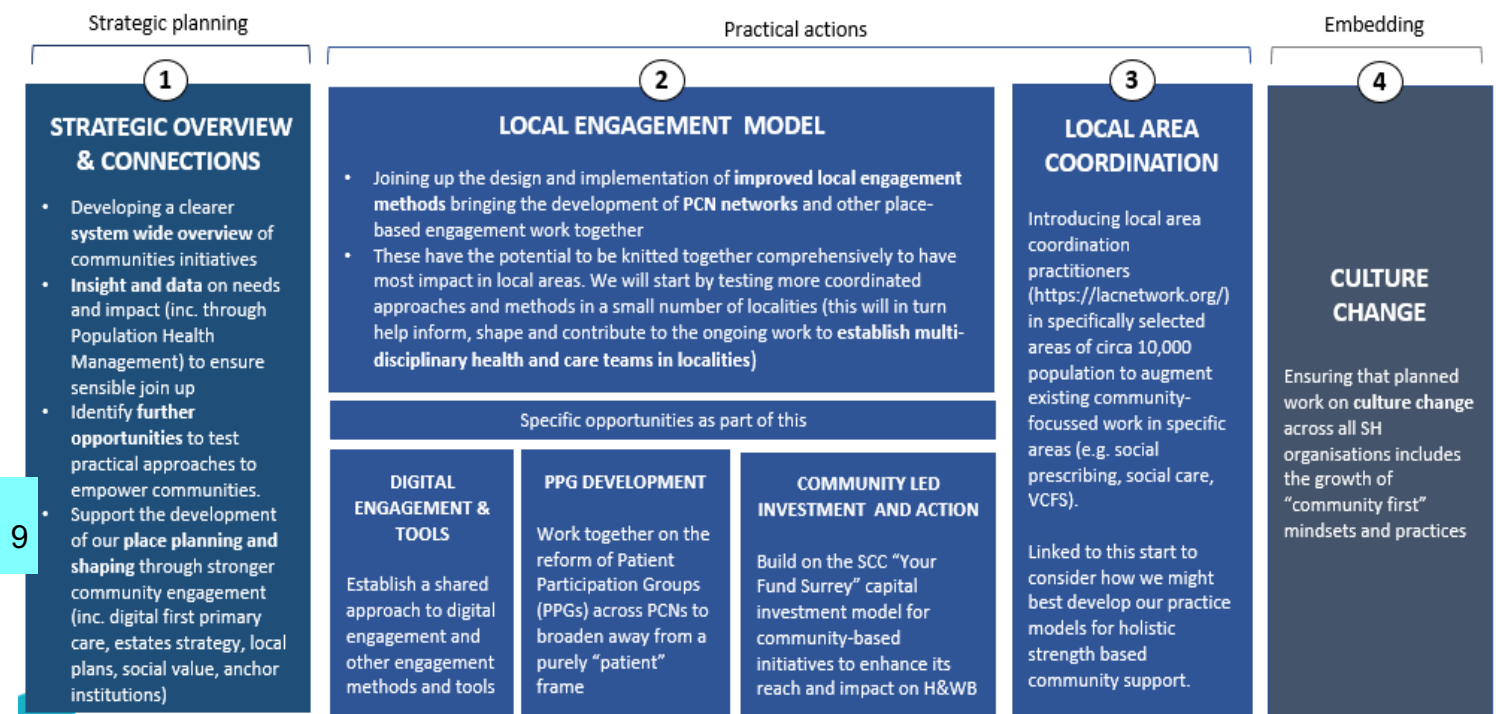 Strategic planning
Practical actions
Embedding
1
STRATEGIC OVERVIEW
& CONNECTIONS
• Developing a clearer
system wide overview of
communities initiatives
• Insight and data on needs
and impact (inc. through
Population Health
Management) to ensure
sensible join up
• Identify further
opportunities to test
practical approaches to
empower communities.
• Support the development
of our place planning and
shaping through stronger
community engagement
(inc. digital first primary
care, estates strategy, local
plans, social value, anchor
institutions)
2
LOCAL ENGAGEMENT MODEL
• Joining up the design and implementation of improved local engagement
methods bringing the development of PCN networks and other place-
based engagement work together
• These have the potential to be knitted together comprehensively to have
most impact in local areas. We will start by testing more coordinated
approaches and methods in a small number of localities (this will in turn
help inform, shape and contribute to the ongoing work to establish multi-
disciplinary health and care teams in localities)
Specific opportunities as part of this
DIGITAL
ENGAGEMENT &
TOOLS
Establish a shared
approach to digital
engagement and
other engagement
methods and tools
PPG DEVELOPMENT
Work together on the
reform of Patient
Participation Groups
(PPGs) across PCNs to
broaden away from a
purely “patient”
frame
COMMUNITY LED
INVESTMENT AND ACTION
Build on the SCC “Your
Fund Surrey” capital
investment model for
community-based
initiatives to enhance its
reach and impact on H&WB
3
LOCAL AREA
COORDINATION
Introducing local area
coordination
practitioners
(https://lacnetwork.org/)
in specifically selected
areas of circa 10,000
population to augment
existing community-
focussed work in specific
areas (e.g. social
prescribing, social care,
VCFS).
Linked to this start to
consider how we might
best develop our practice
models for holistic
strength based
community support.
4
CULTURE
CHANGE
Ensuring that planned
work on culture change
across all SH
organisations includes
the growth of
“community first”
mindsets and practices
9